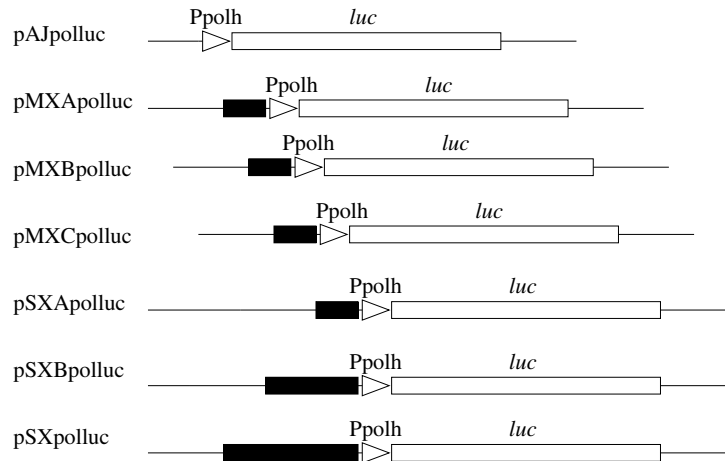 Ppolh luc
pAJpolluc
Ppolh luc
pMXApolluc
Ppolh luc
pMXBpolluc
Ppolh luc
pMXCpolluc
Ppolh luc
pSXApolluc
Ppolh luc
pSXBpolluc
Ppolh luc
pSXpolluc